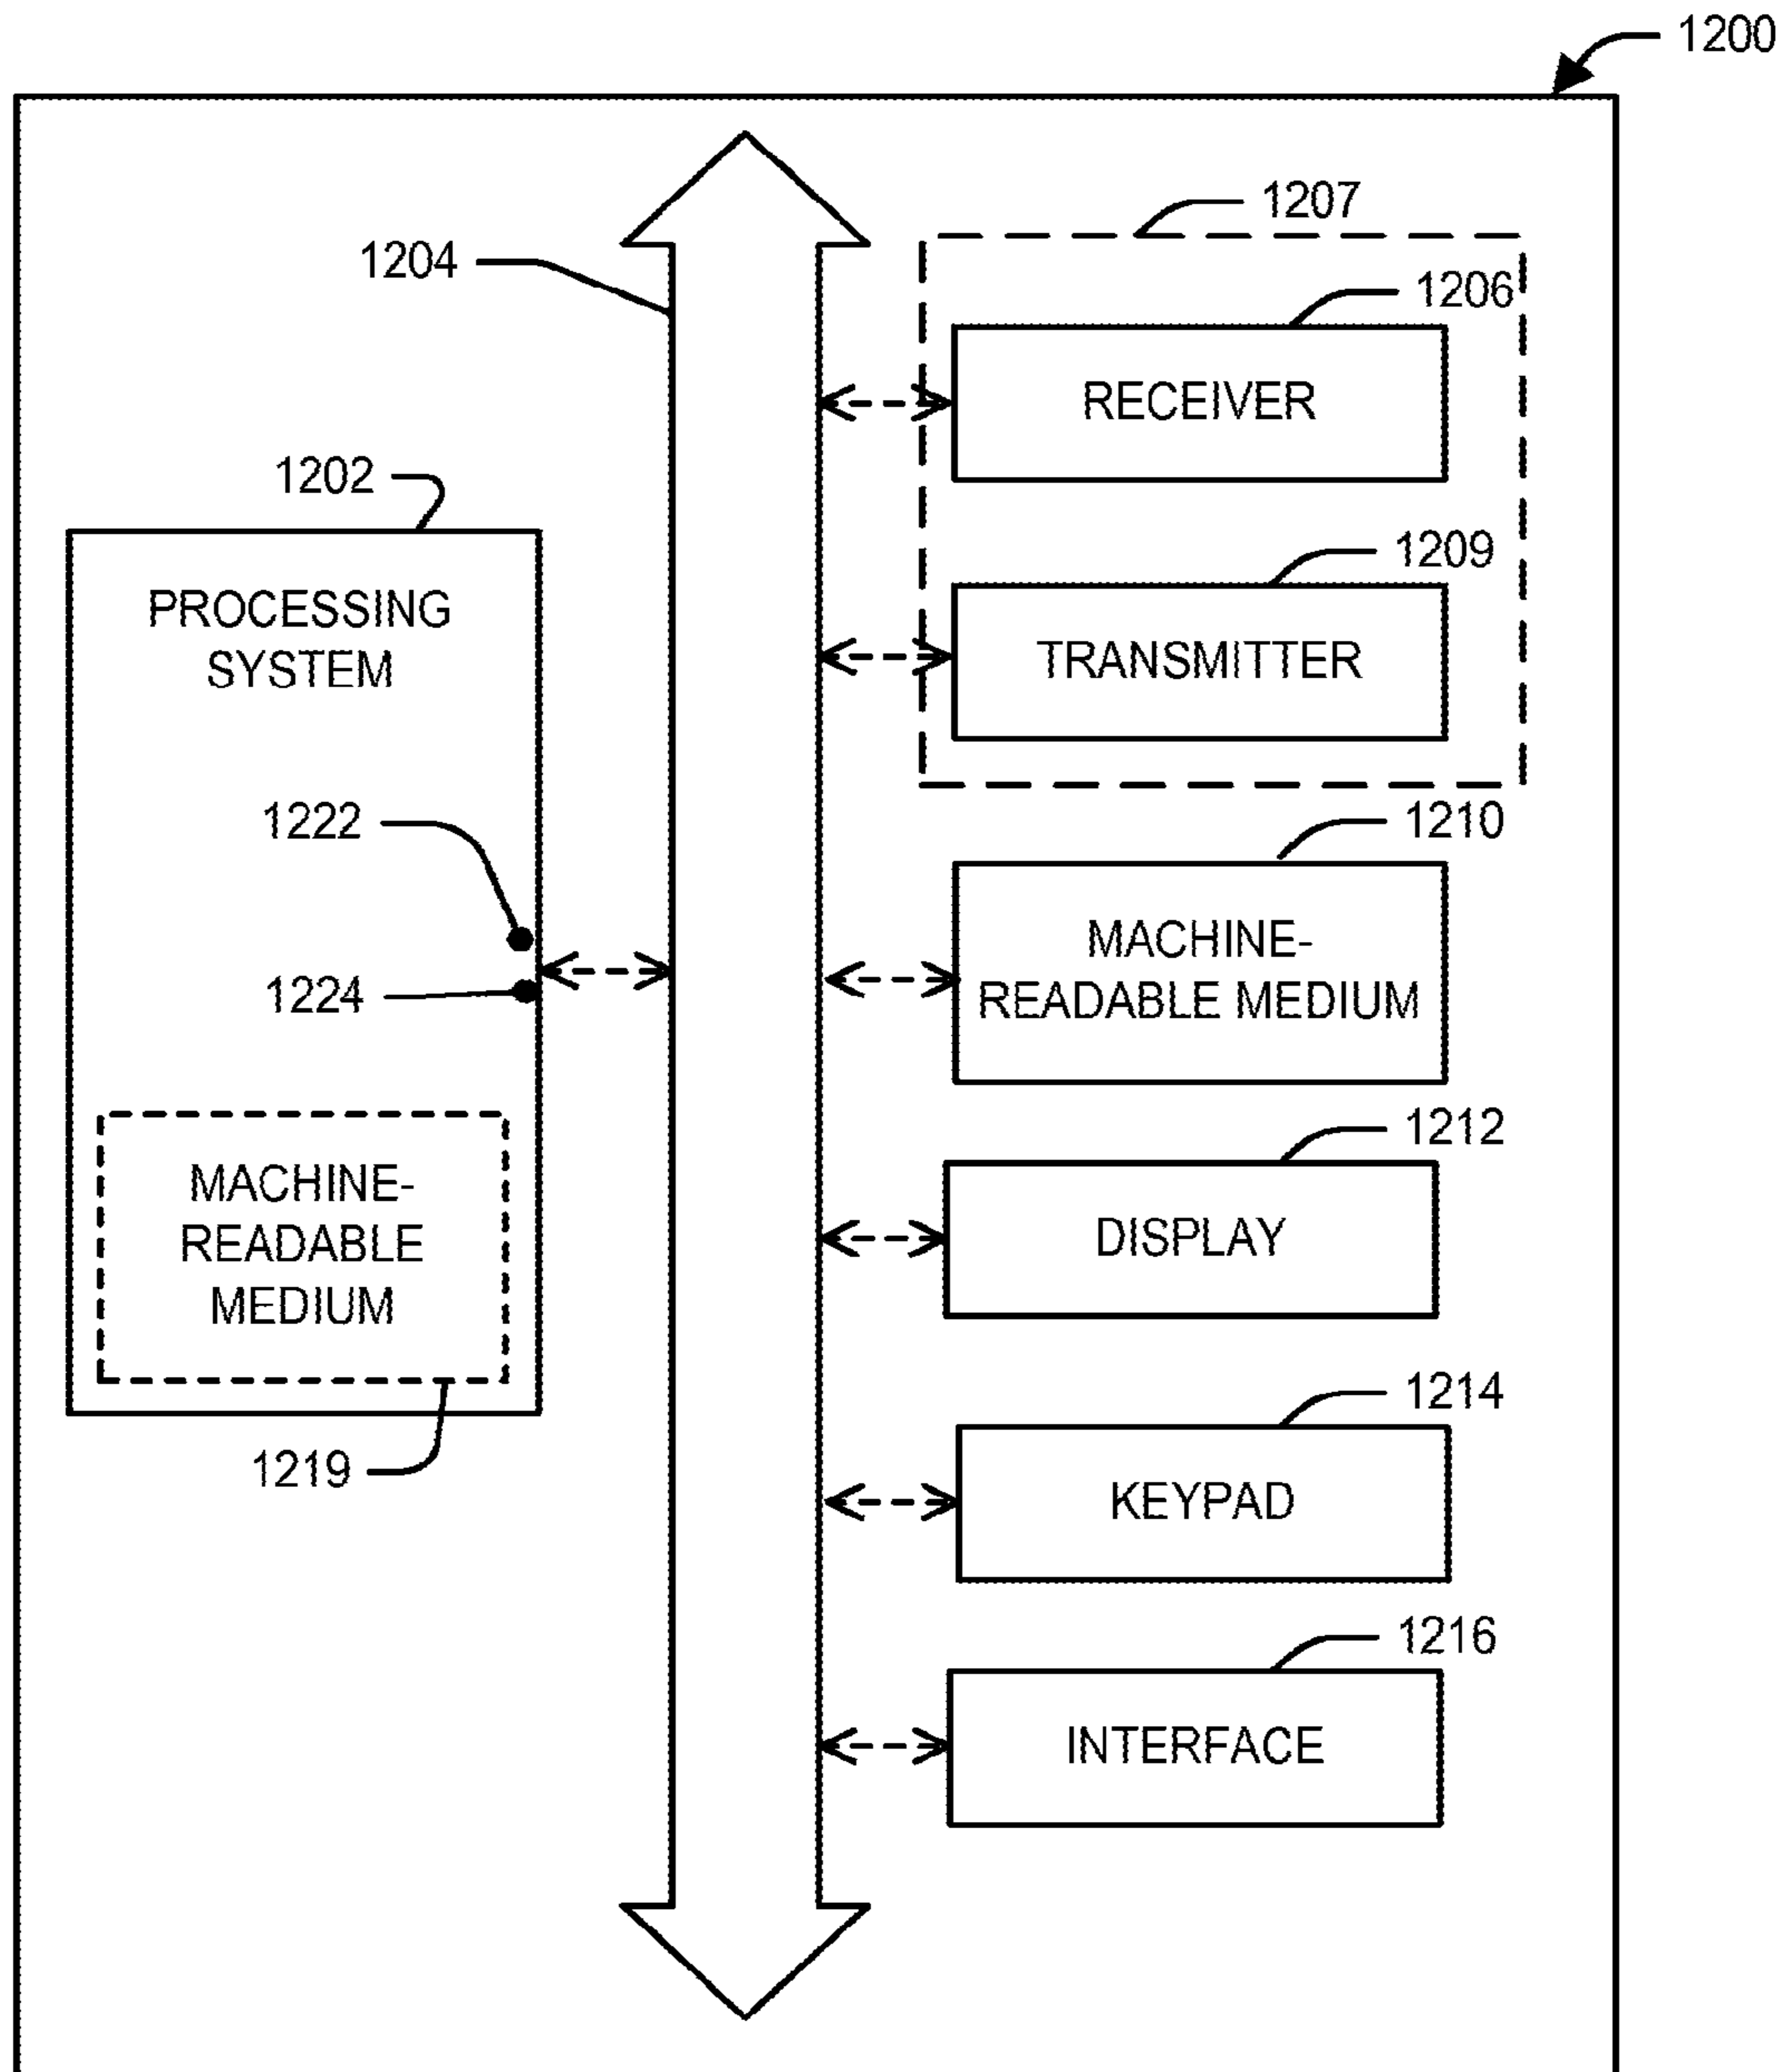 1200
1207
1204
1206
RECEIVER
1202
1209
PROCESSING
SYSTEM
TRANSMITTER
1222
1210
MACHINE-
READABLE MEDIUM
1224
1212
MACHINE-
READABLE
MEDIUM
DISPLAY
1214
1219
KEYPAD
1216
INTERFACE